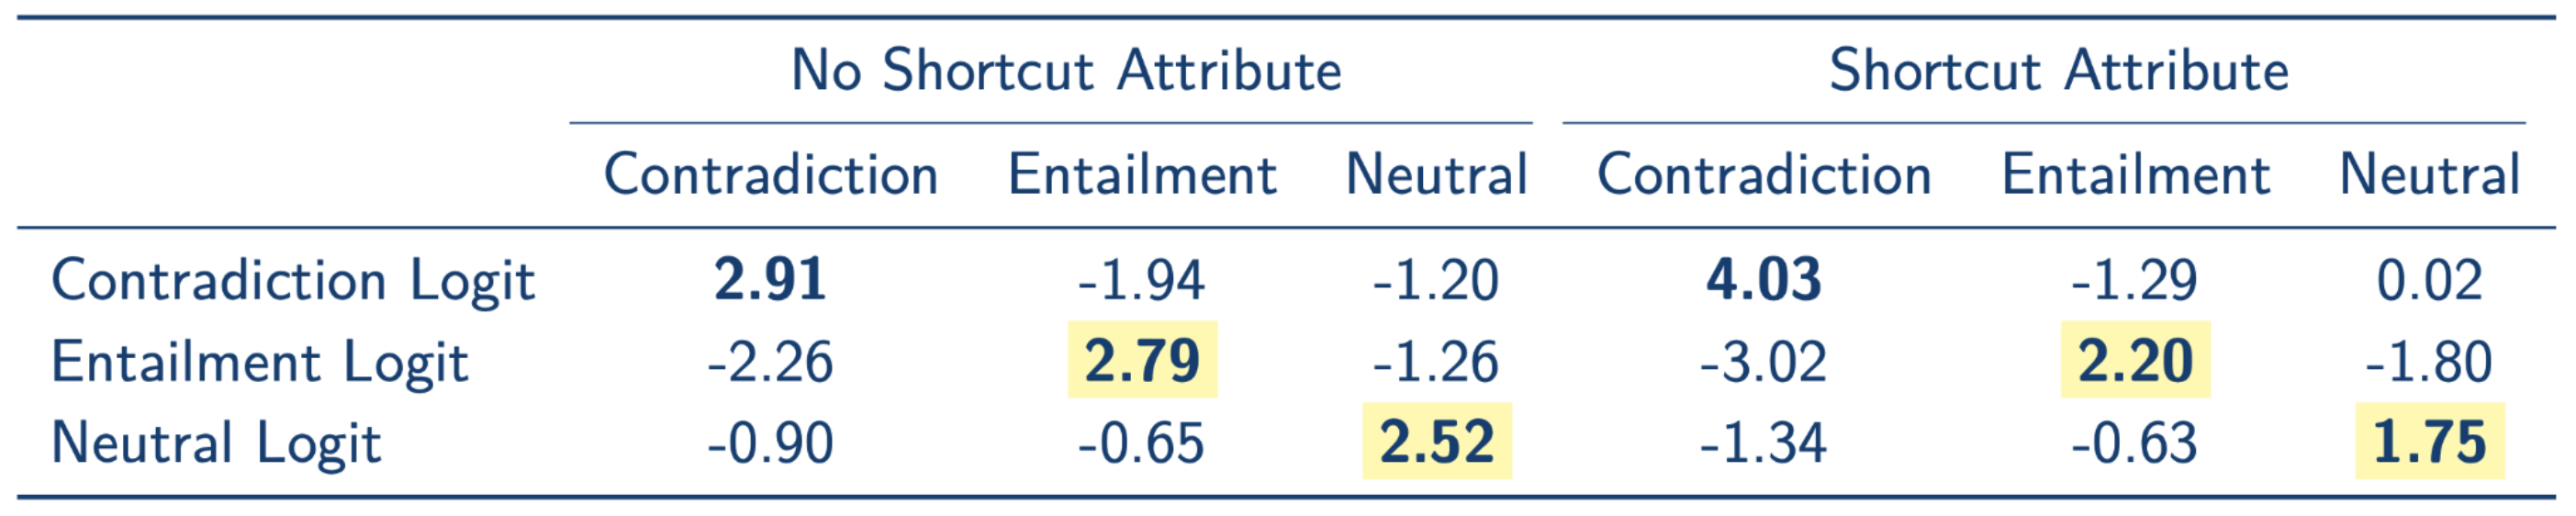 No Shortcut Attribute Shortcut Attribute
Contradiction Entailment Neutral Contradiction Entailment Neutral
Contradiction Logit 2.91 -1.94 -1.20 4.03 -1.29 0.02
Entailment Logit -2.26 2.79 -1.26 -3.02 2.20 -1.80
Neutral Logit -0.90 -0.65 2.52 -1.34 -0.63 1.75